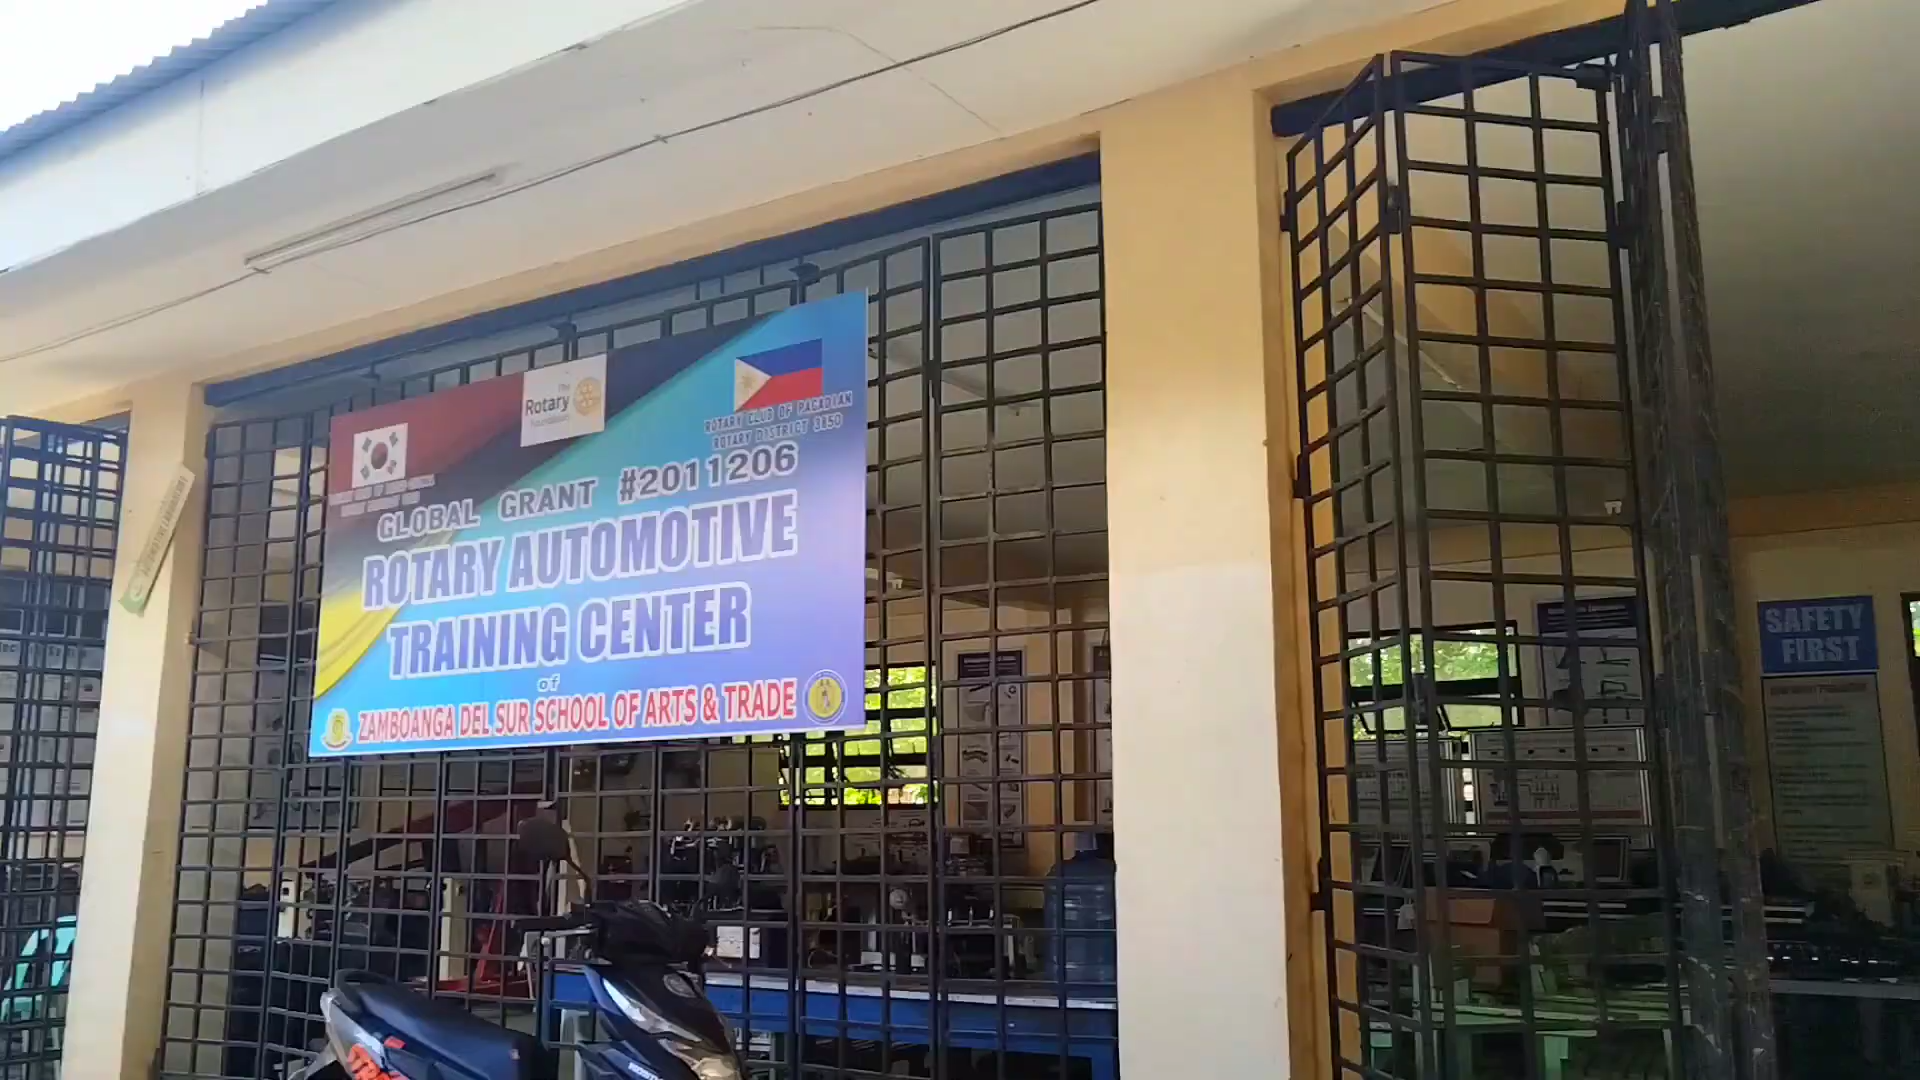 The
Rotary
Foundation
ROTARY CLUB OF PAGADIAN
ROTARY DISTRICT 3850
GLOBAL GRANT #2011206
ROTARY AUTOMOTIVE
TRAINING CENTER
of
ZAMBOANGA DEL SUR SCHOOL OF ARTS & TRADE
SAFETY
FIRST